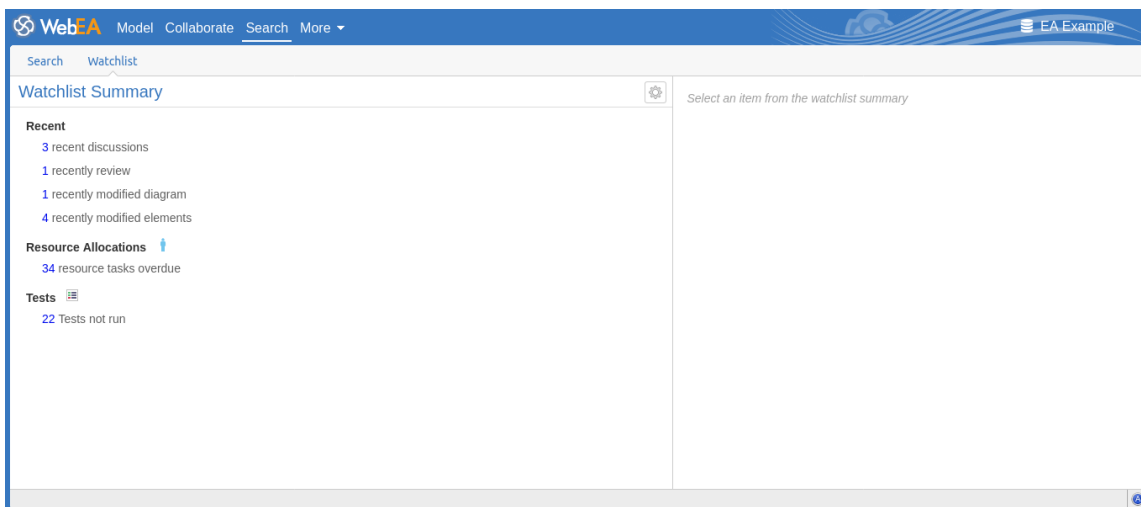 WebEA Model Collaborate Search More EA Example
Search Watchlist
Watchlist Summary
Select an item from the watchlist summary
Recent
3 recent discussions
1 recently review
1 recently modified diagram
4 recently modified elements
Resource Allocations
34 resource tasks overdue
Tests
22 Tests not run